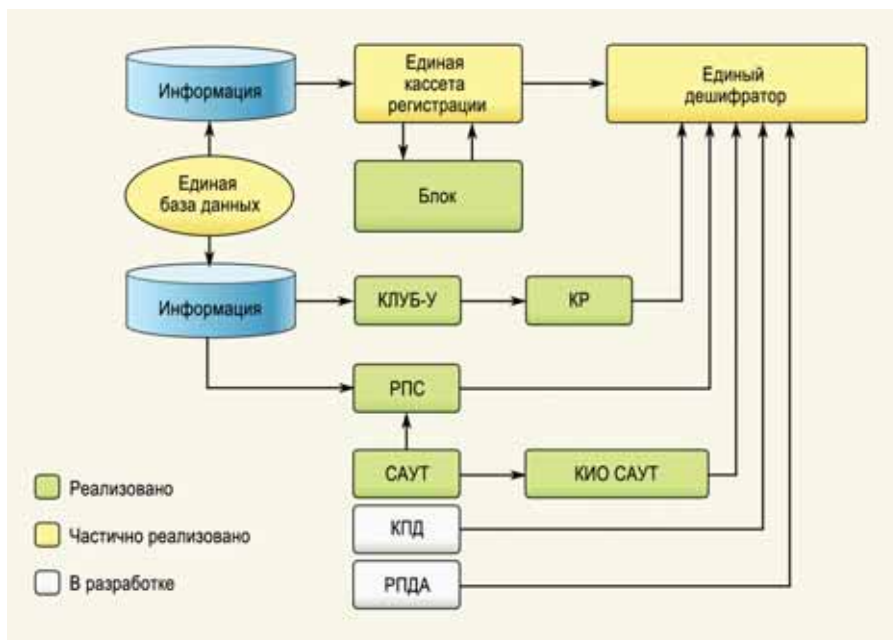 Информация
Единая
кассета
регистрации
Единый
дешифратор
Единая
база данных
Блок
Информация
КЛУБ-У
КР
РПС
САУТ
КИО САУТ
КПД
РПДА
Реализовано
Частично реализовано
В разработке